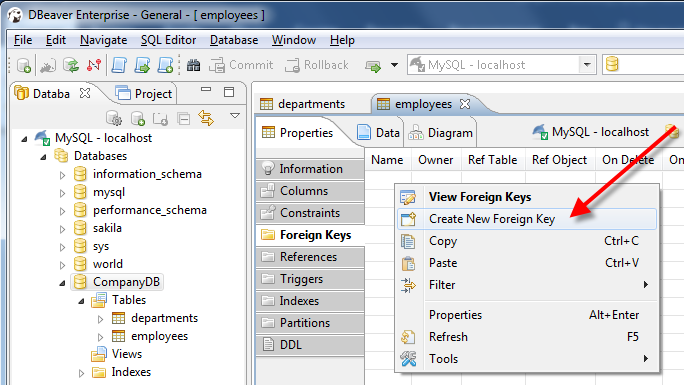 DBeaver Enterprise - General - [ employees ]
File Edit Navigate SQL Editor Database Window Help
Commit Rollback MySQL - localhost
Databa Project
MySQL - localhost
Databases
information_schema
mysql
performance_schema
sakila
sys
world
CompanyDB
Tables
departments
employees
Views
Indexes
departments employees
Properties Data Diagram MySQL - localhost
Information
Columns
Constraints
Foreign Keys
References
Triggers
Indexes
Partitions
DDL
Name Owner Ref Table Ref Object On Delete On
View Foreign Keys
Create New Foreign Key
Copy Ctrl+C
Paste Ctrl+V
Filter
Properties Alt+Enter
Refresh F5
Tools